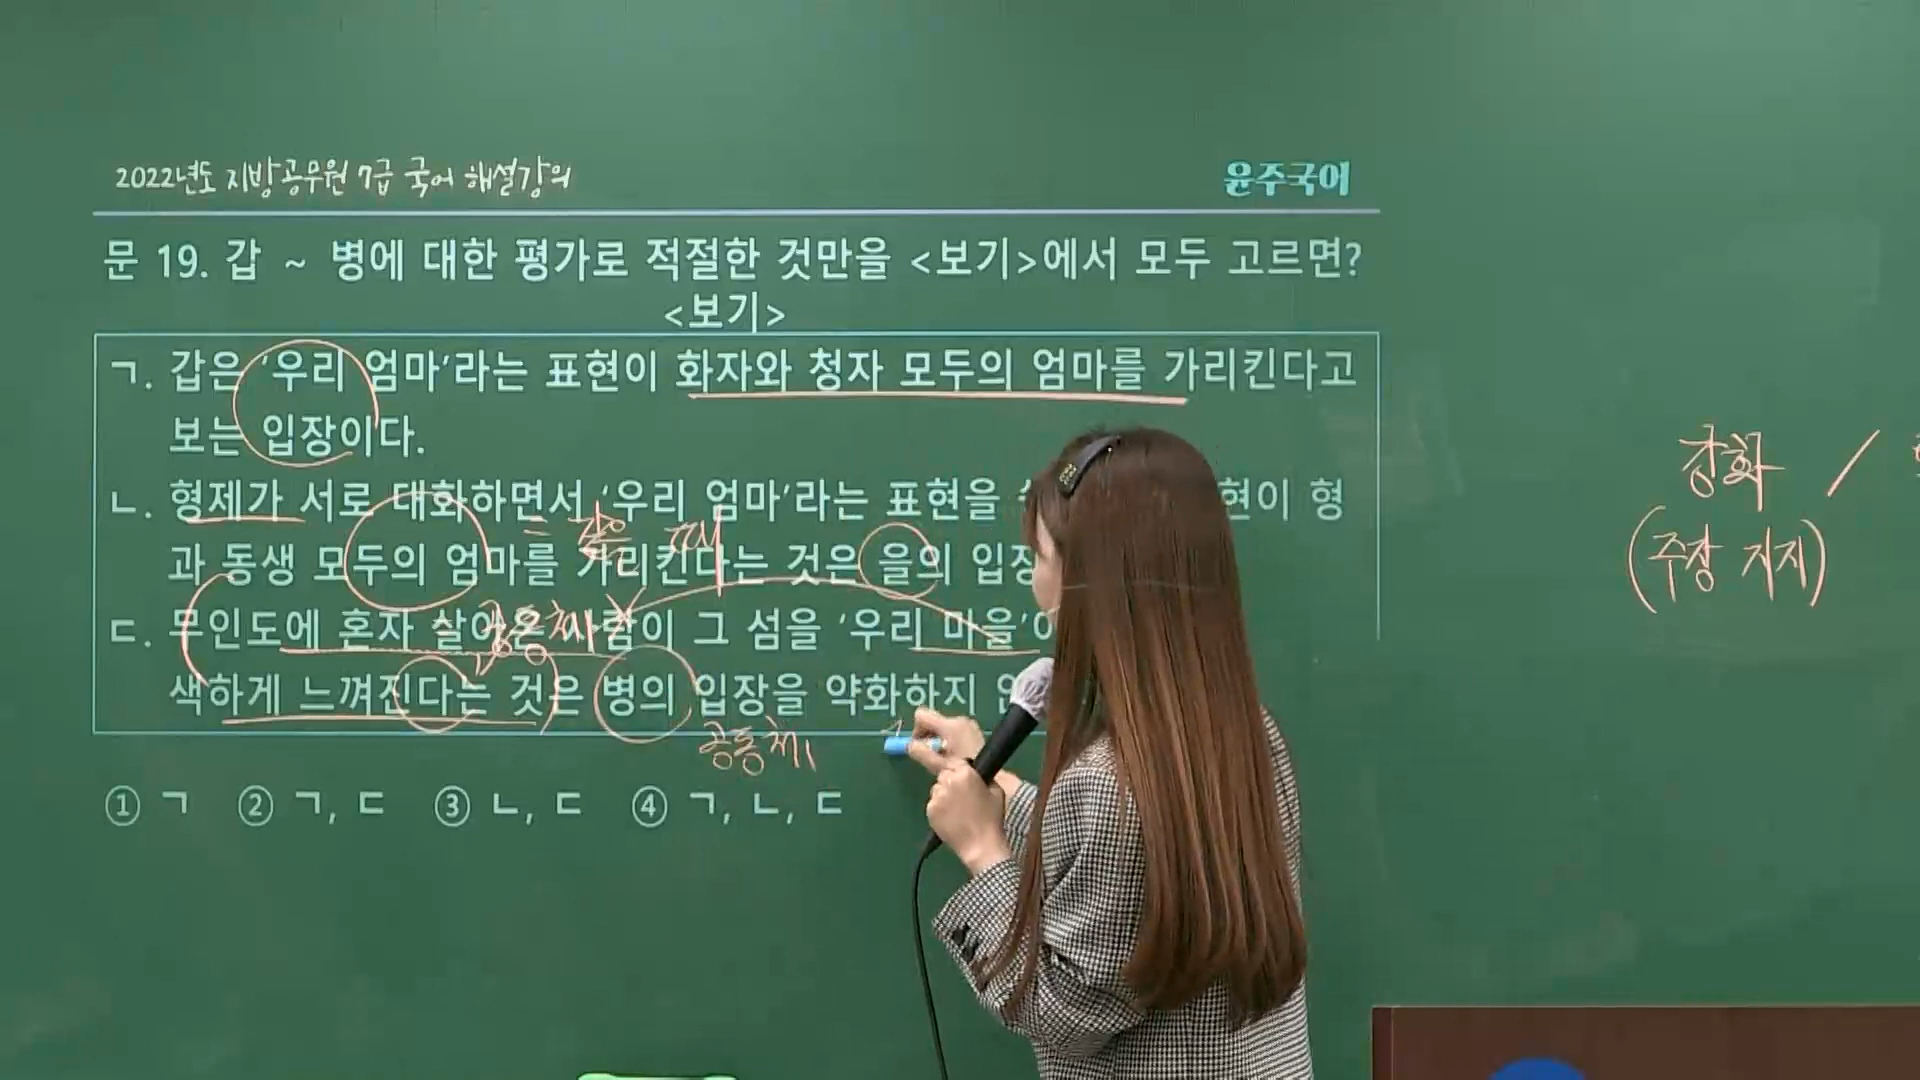 2022년도 지방공무원 7급 국어 해설강의
윤주국어
문 19. 갑 ~ 병에 대한 평가로 적절한 것만을 <보기>에서 모두 고르면?
<보기>
ㄱ. 갑은 '우리 엄마'라는 표현이 화자와 청자 모두의 엄마를 가리킨다고
보는 입장이다.
ㄴ. 형제가 서로 대화하면서 '우리 엄마'라는 표현을 현이 형
과 동생 모두의 엄마를 가리킨다는 것은 을의 입장
ㄷ. 무인도에 혼자 살아온 사람이 그 섬을 '우리 마을'
색하게 느껴진다는 것은 병의 입장을 약화하지
공동체
① ㄱ ② ㄱ, ㄷ ③ ㄴ, ㄷ ④ ㄱ, ㄴ, ㄷ
강화 /
(주장 지지)